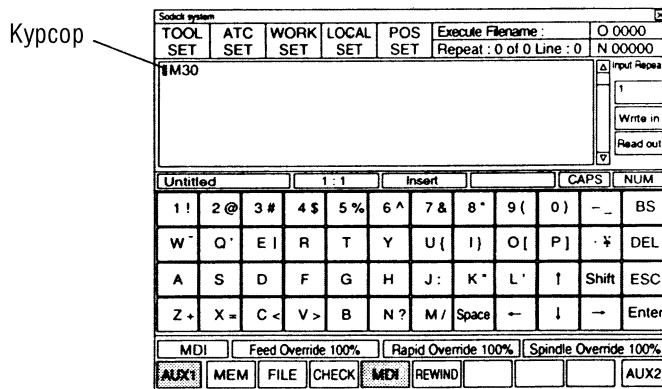 Курсор
Sodick system
TOOL SET ATC SET WORK SET LOCAL SET POS SET Execute Filename : O 0000
Repeat : 0 of 0 Line : 0 N 00000
M30
Input Repea
1
Write in
Read out
Untitled 1 : 1 Insert CAPS NUM
1 ! 2 @ 3 # 4 $ 5 % 6 ^ 7 & 8 * 9 ( 0 ) - _ BS
W ~ Q ' E | R T Y U { I } O [ P ] · ¥ DEL
A S D F G H J : K " L ' ↑ Shift ESC
Z + X = C < V > B N ? M / Space ← ↓ → Enter
MDI Feed Override 100% Rapid Override 100% Spindle Override 100%
AUX1 MEM FILE CHECK MDI REWIND AUX2